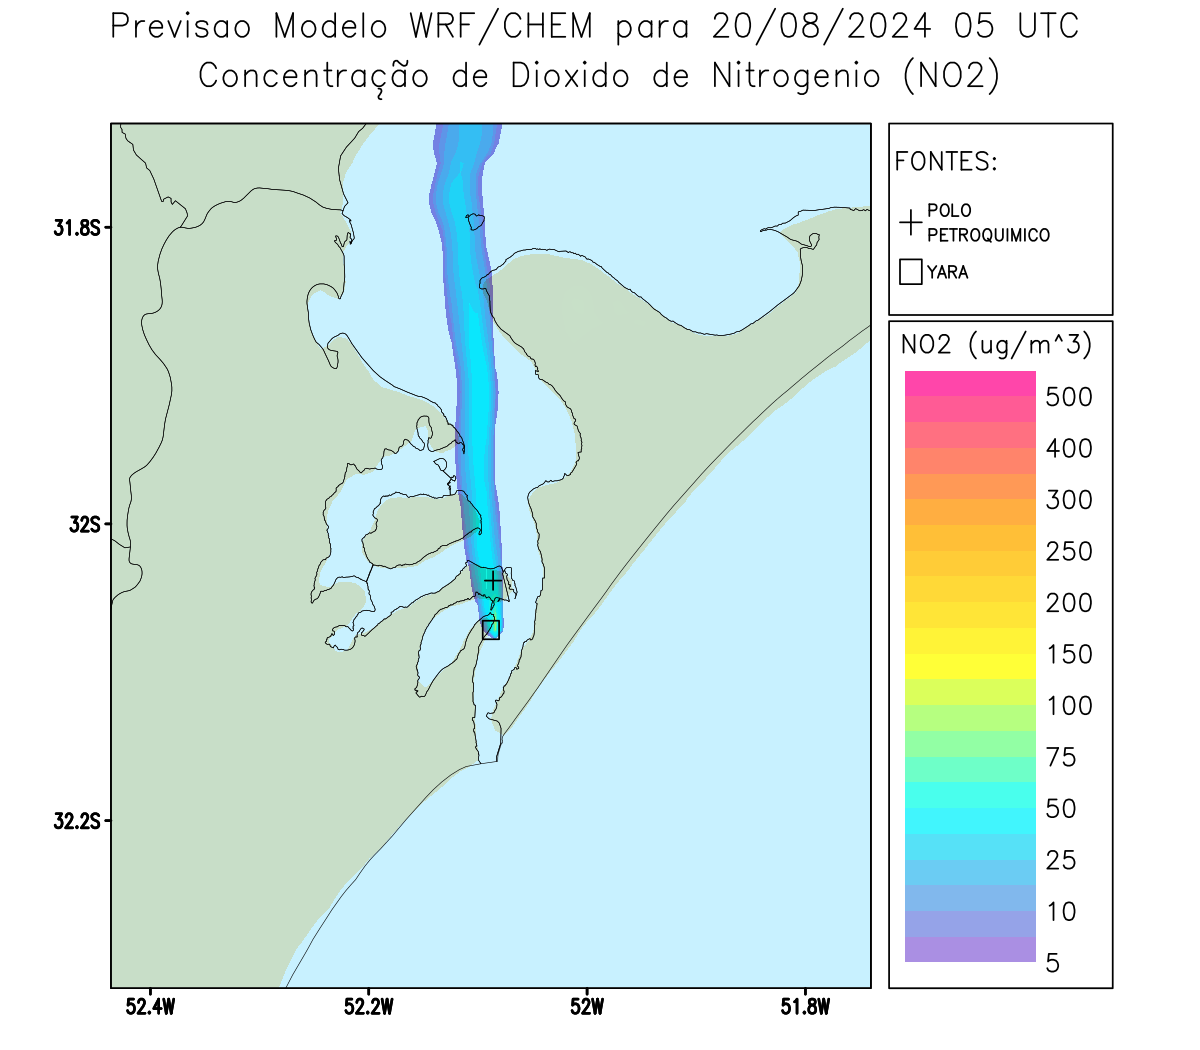 Previsao Modelo WRF/CHEM para 20/08/2024 05 UTC
Concentração de Dioxido de Nitrogenio (NO2)
FONTES:
POLO
PETROQUIMICO
YARA
NO2 (ug/m^3)
500
400
300
250
200
150
100
75
50
25
10
5
31.8S
32S
32.2S
52.4W
52.2W
52W
51.8W